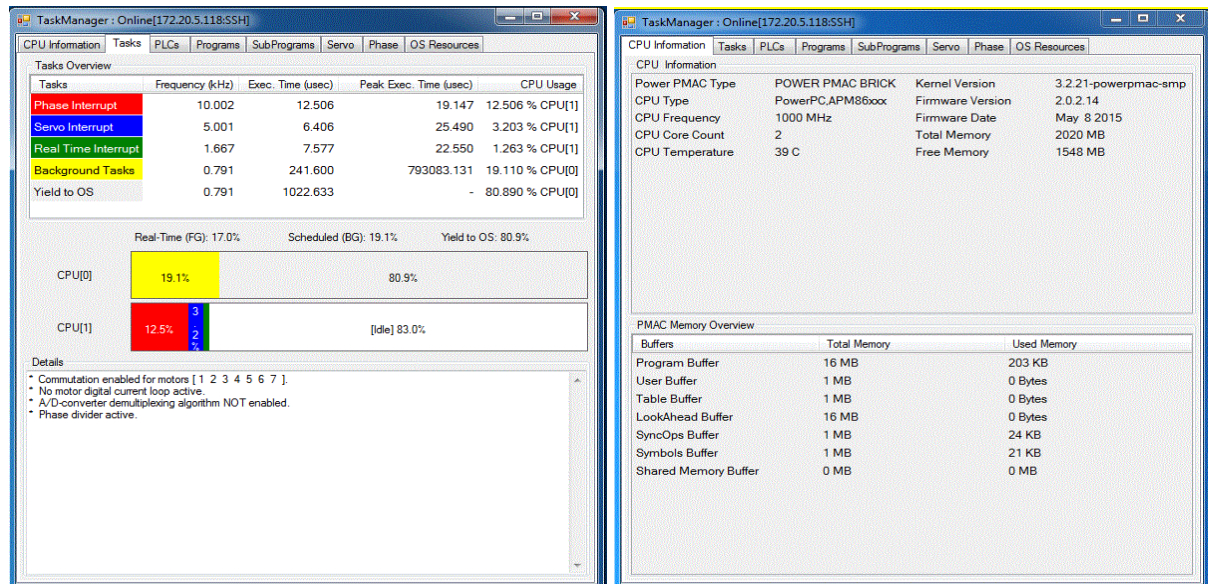 TaskManager : Online[172.20.5.118:SSH]
CPU Information Tasks PLCs Programs SubPrograms Servo Phase OS Resources
Tasks Overview
Tasks Frequency (kHz) Exec. Time (usec) Peak Exec. Time (usec) CPU Usage
Phase Interrupt 10.002 12.506 19.147 12.506 % CPU[1]
Servo Interrupt 5.001 6.406 25.490 3.203 % CPU[1]
Real Time Interrupt 1.667 7.577 22.550 1.263 % CPU[1]
Background Tasks 0.791 241.600 793083.131 19.110 % CPU[0]
Yield to OS 0.791 1022.633 - 80.890 % CPU[0]
Real-Time (FG): 17.0% Scheduled (BG): 19.1% Yield to OS: 80.9%
CPU[0] 19.1% 80.9%
CPU[1] 12.5% 3.2% [Idle] 83.0%
Details
* Commutation enabled for motors [ 1 2 3 4 5 6 7 ].
* No motor digital current loop active.
* A/D-converter demultiplexing algorithm NOT enabled.
* Phase divider active.
TaskManager : Online[172.20.5.118:SSH]
CPU Information Tasks PLCs Programs SubPrograms Servo Phase OS Resources
CPU Information
Power PMAC Type POWER PMAC BRICK Kernel Version 3.2.21-powerpmac-smp
CPU Type PowerPC,APM86xxx Firmware Version 2.0.2.14
CPU Frequency 1000 MHz Firmware Date May 8 2015
CPU Core Count 2 Total Memory 2020 MB
CPU Temperature 39 C Free Memory 1548 MB
PMAC Memory Overview
Buffers Total Memory Used Memory
Program Buffer 16 MB 203 KB
User Buffer 1 MB 0 Bytes
Table Buffer 1 MB 0 Bytes
LookAhead Buffer 16 MB 0 Bytes
SyncOps Buffer 1 MB 24 KB
Symbols Buffer 1 MB 21 KB
Shared Memory Buffer 0 MB 0 MB